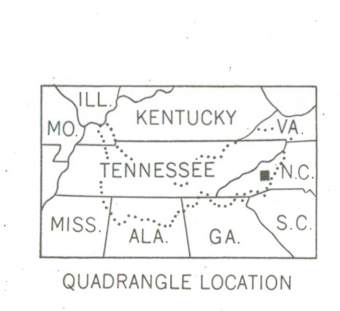 ILL.
KENTUCKY
MO.
VA.
TENNESSEE
N.C.
MISS.
ALA.
GA.
S.C.
QUADRANGLE LOCATION